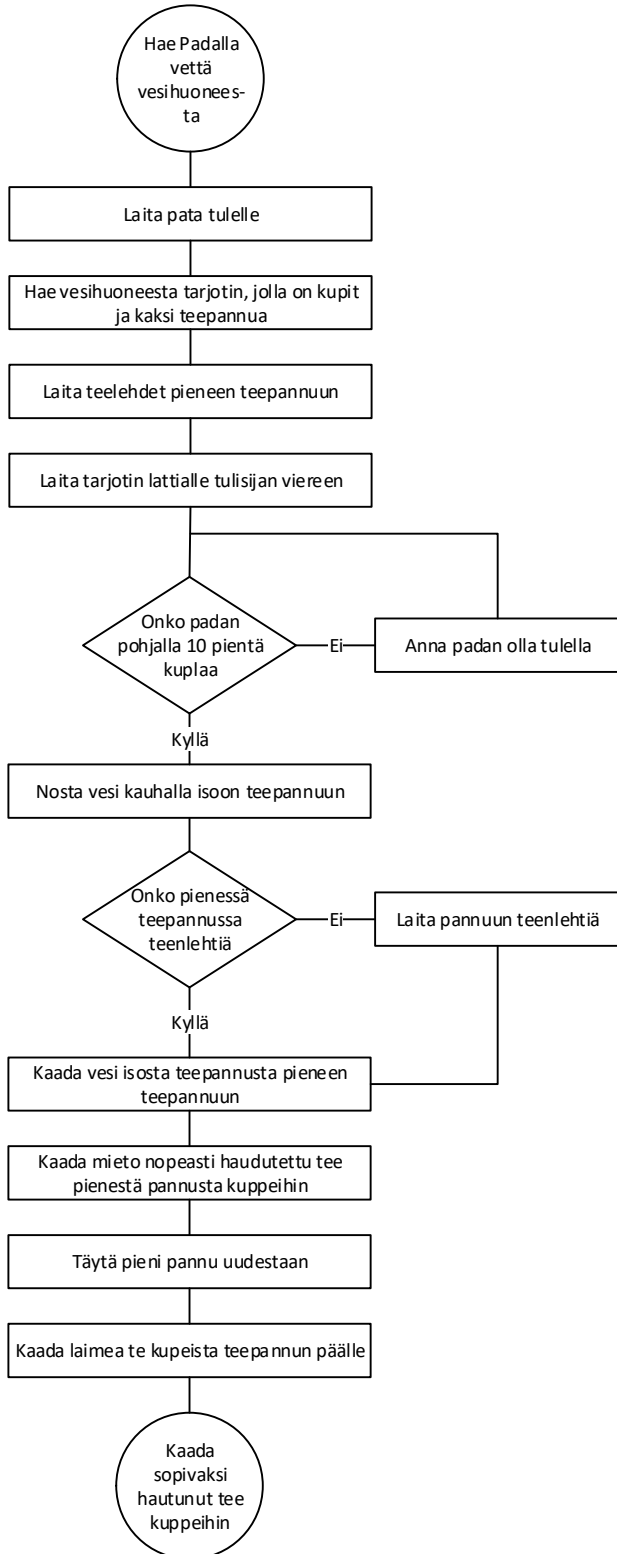 Hae Padalla
vettä
vesihuonees-
ta
Laita pata tulelle
Hae vesihuoneesta tarjotin, jolla on kupit
ja kaksi teepannua
Laita teelehdet pieneen teepannuun
Laita tarjotin lattialle tulisijan viereen
Onko padan
pohjalla 10 pientä
kuplaa
Ei
Anna padan olla tulella
Kyllä
Nosta vesi kauhalla isoon teepannuun
Onko pienessä
teepannussa
teenlehtiä
Ei
Laita pannuun teenlehtiä
Kyllä
Kaada vesi isosta teepannusta pieneen
teepannuun
Kaada mieto nopeasti haudutettu tee
pienestä pannusta kuppeihin
Täytä pieni pannu uudestaan
Kaada laimea te kupeista teepannun päälle
Kaada
sopivaksi
hautunut tee
kuppeihin